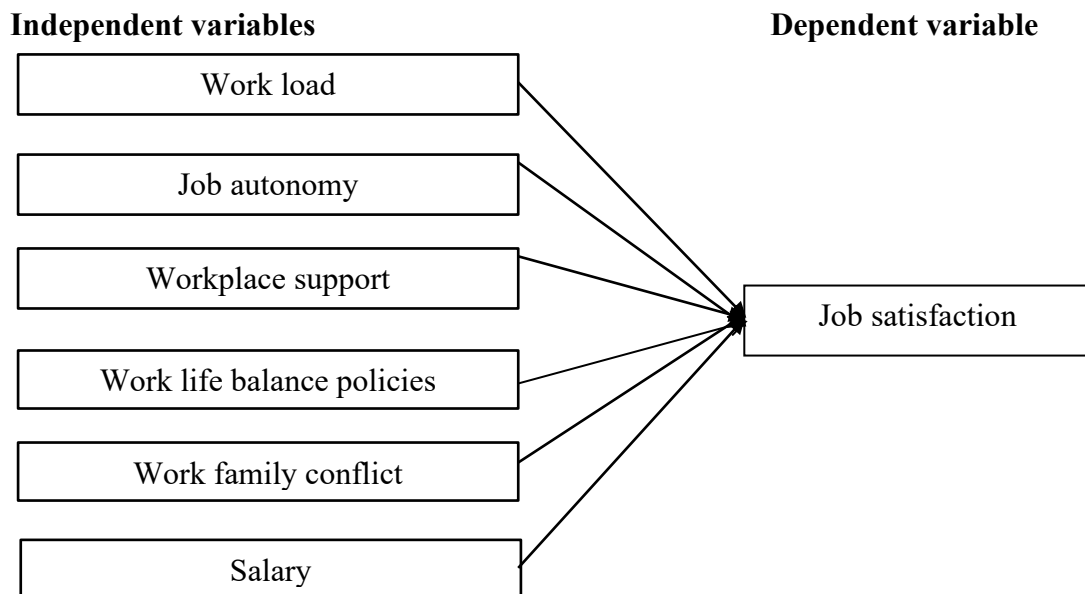 Independent variables
Dependent variable
Work load
Job autonomy
Workplace support
Job satisfaction
Work life balance policies
Work family conflict
Salary